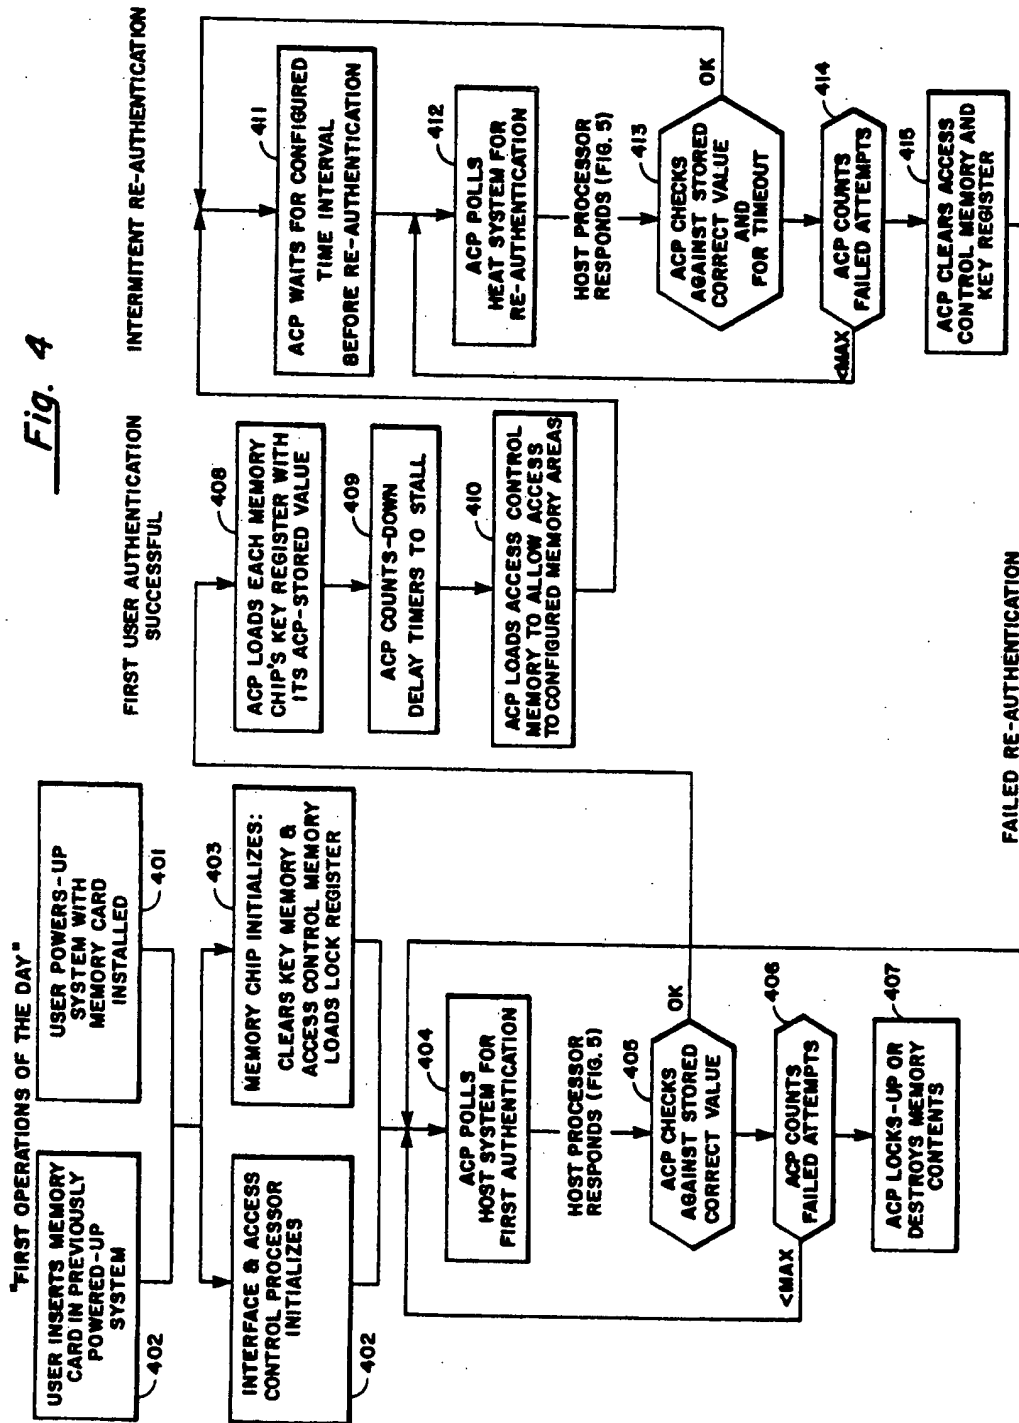 Fig. 4
"FIRST OPERATIONS OF THE DAY"
USER INSERTS MEMORY
CARD IN PREVIOUSLY
POWERED-UP
SYSTEM
402
USER POWERS-UP
SYSTEM WITH
MEMORY CARD
INSTALLED
401
INTERFACE & ACCESS
CONTROL PROCESSOR
INITIALIZES
402
MEMORY CHIP INITIALIZES:
CLEARS KEY MEMORY &
ACCESS CONTROL MEMORY
LOADS LOCK REGISTER
403
ACP POLLS
HOST SYSTEM FOR
FIRST AUTHENTICATION
404
HOST PROCESSOR
RESPONDS (FIG. 5)
ACP CHECKS
AGAINST STORED
CORRECT VALUE
405
OK
ACP COUNTS
FAILED ATTEMPTS
406
<MAX
ACP LOCKS-UP OR
DESTROYS MEMORY
CONTENTS
407
FIRST USER AUTHENTICATION
SUCCESSFUL
ACP LOADS EACH MEMORY
CHIP'S KEY REGISTER WITH
ITS ACP-STORED VALUE
408
ACP COUNTS-DOWN
DELAY TIMERS TO STALL
409
ACP LOADS ACCESS CONTROL
MEMORY TO ALLOW ACCESS
TO CONFIGURED MEMORY AREAS
410
INTERMITENT RE-AUTHENTICATION
ACP WAITS FOR CONFIGURED
TIME INTERVAL
BEFORE RE-AUTHENTICATION
411
ACP POLLS
HEAT SYSTEM FOR
RE-AUTHENTICATION
412
HOST PROCESSOR
RESPONDS (FIG. 5)
ACP CHECKS
AGAINST STORED
CORRECT VALUE
AND
FOR TIMEOUT
413
OK
ACP COUNTS
FAILED ATTEMPTS
414
<MAX
ACP CLEARS ACCESS
CONTROL MEMORY AND
KEY REGISTER
415
FAILED RE-AUTHENTICATION